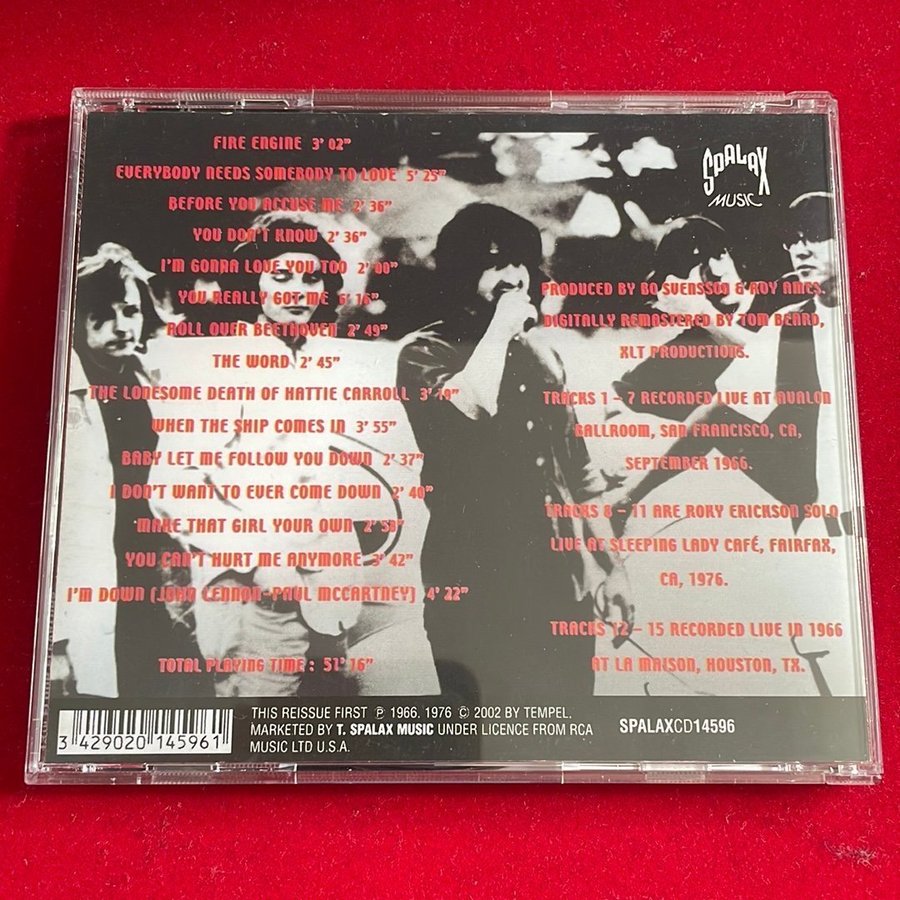 FIRE ENGINE 3' 02"
EVERYBODY NEEDS SOMEBODY TO LOVE 5' 25"
BEFORE YOU ACCUSE ME 2' 36"
YOU DON'T KNOW 2' 36"
I'M GONNA LOVE YOU TOO 2' 00"
YOU REALLY GOT ME 6' 16"
ROLL OVER BEETHOVEN 2' 49"
THE WORD 2' 45"
THE LONESOME DEATH OF HATTIE CARROLL 3' 19"
WHEN THE SHIP COMES IN 3' 55"
BABY LET ME FOLLOW YOU DOWN 2' 37"
I DON'T WANT TO EVER COME DOWN 2' 40"
MAKE THAT GIRL YOUR OWN
YOU CAN'T HURT ME ANYMORE 3' 42"
I'M DOWN (JOHN LENNON-PAUL MCCARTNEY) 4' 22"
TOTAL PLAYING TIME : 51' 16"
SPALAX
MUSIC
PRODUCED BY BO SVENSSON & ROY AMES.
DIGITALLY REMASTERED BY TOM BEARD,
XLT PRODUCTIONS.
TRACKS 1 - 7 RECORDED LIVE AT AVALON
BALLROOM, SAN FRANCISCO, CA,
SEPTEMBER 1966.
TRACKS 8 - 11 ARE ROKY ERICKSON SOLO
LIVE AT SLEEPING LADY CAFÉ, FAIRFAX,
CA, 1976.
TRACKS 12 - 15 RECORDED LIVE IN 1966
AT LA MAISON, HOUSTON, TX.
3 429020 145961
THIS REISSUE FIRST ℗ 1966. 1976 © 2002 BY TEMPEL.
MARKETED BY T. SPALAX MUSIC UNDER LICENCE FROM RCA
MUSIC LTD U.S.A.
SPALAXCD14596